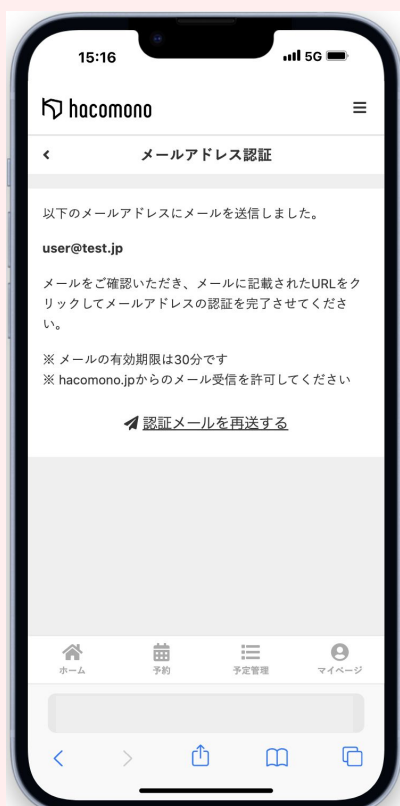 15:16
5G
hacomono
メールアドレス認証
以下のメールアドレスにメールを送信しました。
user@test.jp
メールをご確認いただき、メールに記載されたURLをク
リックしてメールアドレスの認証を完了させてくださ
い。
※ メールの有効期限は30分です
※ hacomono.jpからのメール受信を許可してください
認証メールを再送する
ホーム
予約
予定管理
マイページ